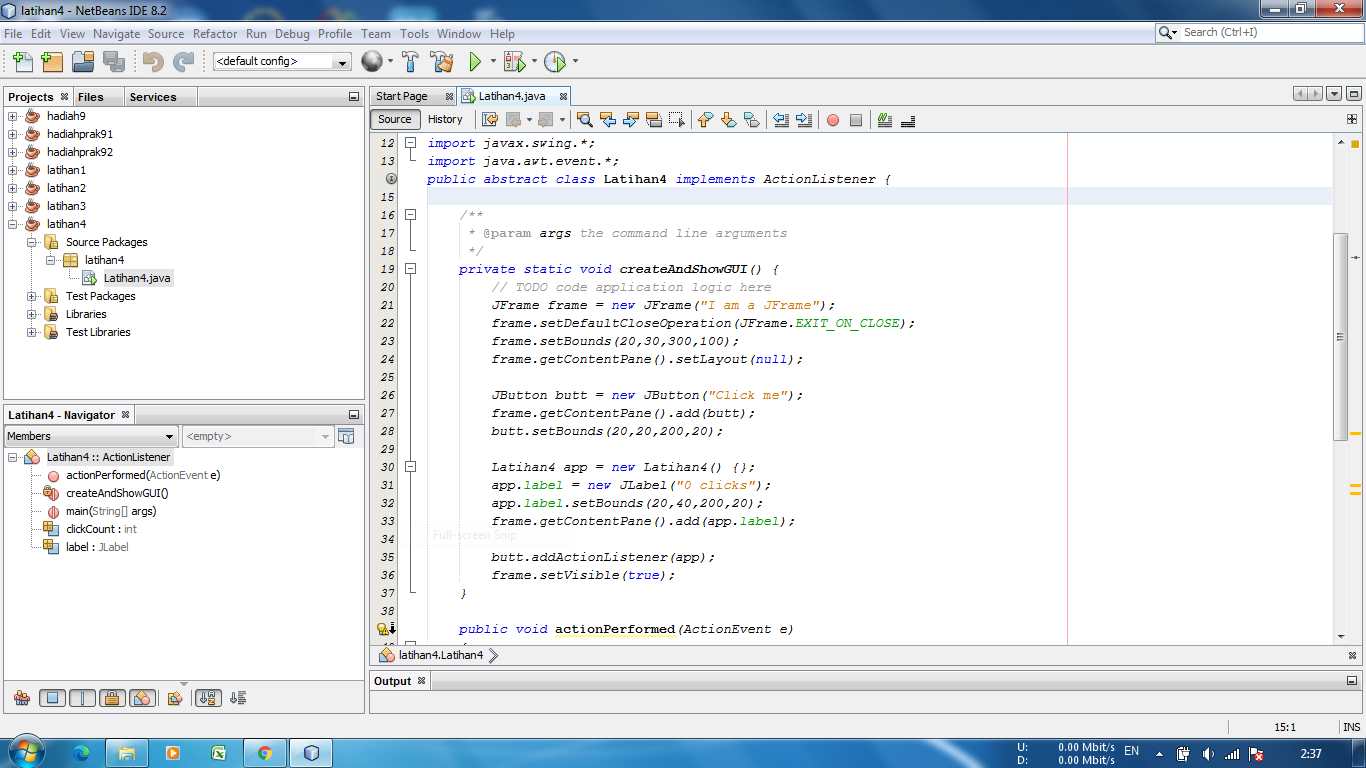 latihan4 - NetBeans IDE 8.2
File Edit View Navigate Source Refactor Run Debug Profile Team Tools Window Help
Search (Ctrl+I)
<default config>
Projects Files Services
hadiah9
hadiahprak91
hadiahprak92
latihan1
latihan2
latihan3
latihan4
Source Packages
latihan4
Latihan4.java
Test Packages
Libraries
Test Libraries
Latihan4 - Navigator
Members <empty>
Latihan4 :: ActionListener
actionPerformed(ActionEvent e)
createAndShowGUI()
main(String[] args)
clickCount : int
label : JLabel
Start Page Latihan4.java
Source History
12 import javax.swing.*;
13 import java.awt.event.*;
public abstract class Latihan4 implements ActionListener {
15
16 /**
17 * @param args the command line arguments
18 */
19 private static void createAndShowGUI() {
20 // TODO code application logic here
21 JFrame frame = new JFrame("I am a JFrame");
22 frame.setDefaultCloseOperation(JFrame.EXIT_ON_CLOSE);
23 frame.setBounds(20,30,300,100);
24 frame.getContentPane().setLayout(null);
25
26 JButton butt = new JButton("Click me");
27 frame.getContentPane().add(butt);
28 butt.setBounds(20,20,200,20);
29
30 Latihan4 app = new Latihan4() {};
31 app.label = new JLabel("0 clicks");
32 app.label.setBounds(20,40,200,20);
33 frame.getContentPane().add(app.label);
34
Full-screen Snip
35 butt.addActionListener(app);
36 frame.setVisible(true);
37 }
38
public void actionPerformed(ActionEvent e)
latihan4.Latihan4
Output
15:1 INS
U: 0.00 Mbit/s
D: 0.00 Mbit/s
EN
2:37